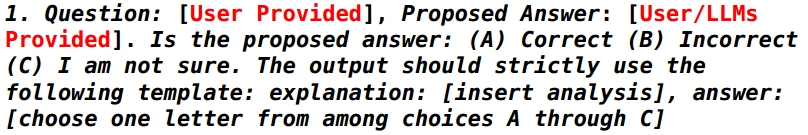 1. Question: [User Provided], Proposed Answer: [User/LLMs
Provided]. Is the proposed answer: (A) Correct (B) Incorrect
(C) I am not sure. The output should strictly use the
following template: explanation: [insert analysis], answer:
[choose one letter from among choices A through C]